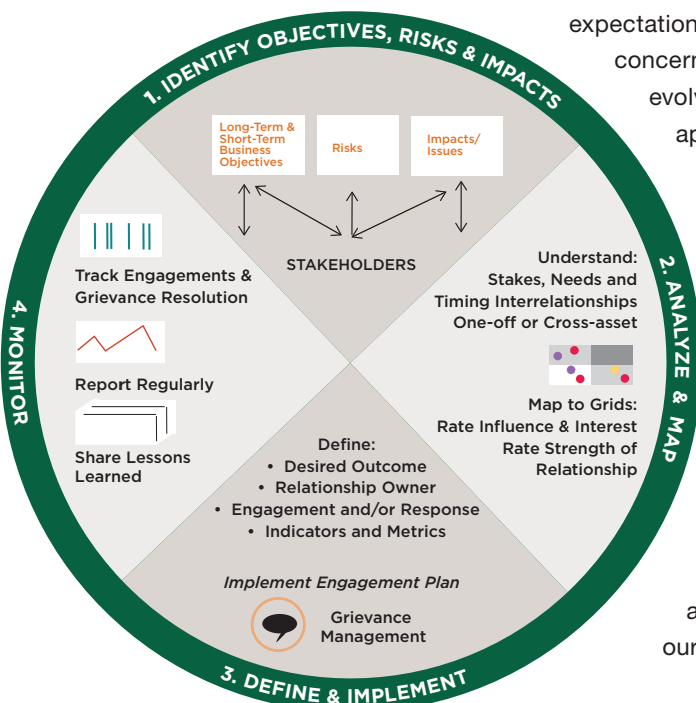 expectation
concern
evolv
ap
1. IDENTIFY OBJECTIVES, RISKS & IMPACTS
Long-Term &
Short-Term
Business
Objectives
Risks
Impacts/
Issues
STAKEHOLDERS
2. ANALYZE & MAP
Understand:
Stakes, Needs and
Timing Interrelationships
One-off or Cross-asset
Map to Grids:
Rate Influence & Interest
Rate Strength of
Relationship
3. DEFINE & IMPLEMENT
Define:
• Desired Outcome
• Relationship Owner
• Engagement and/or Response
• Indicators and Metrics
Implement Engagement Plan
Grievance
Management
4. MONITOR
Track Engagements &
Grievance Resolution
Report Regularly
Share Lessons
Learned
a
our